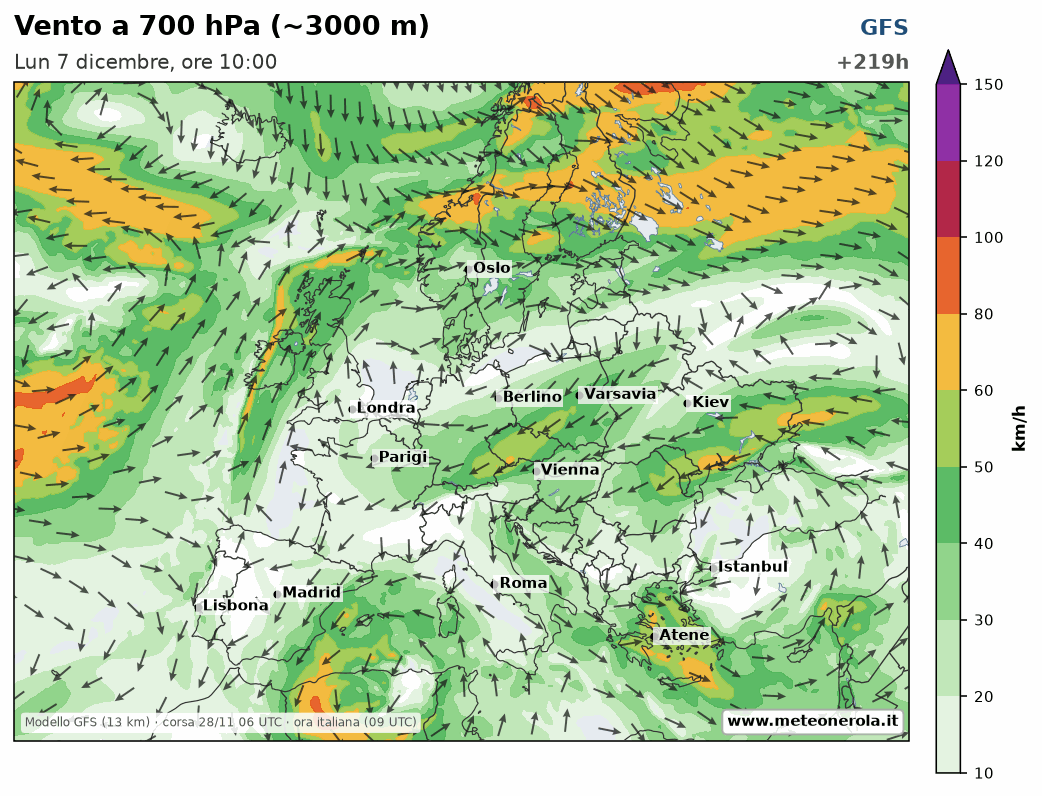 Vento a 700 hPa (~3000 m)
GFS
Lun 7 dicembre, ore 10:00
+219h
150
120
100
80
60
50
40
30
20
10
km/h
Oslo
Berlino
Varsavia
Kiev
Londra
Parigi
Vienna
Istanbul
Roma
Madrid
Lisbona
Atene
Modello GFS (13 km) · corsa 28/11 06 UTC · ora italiana (09 UTC)
www.meteonerola.it